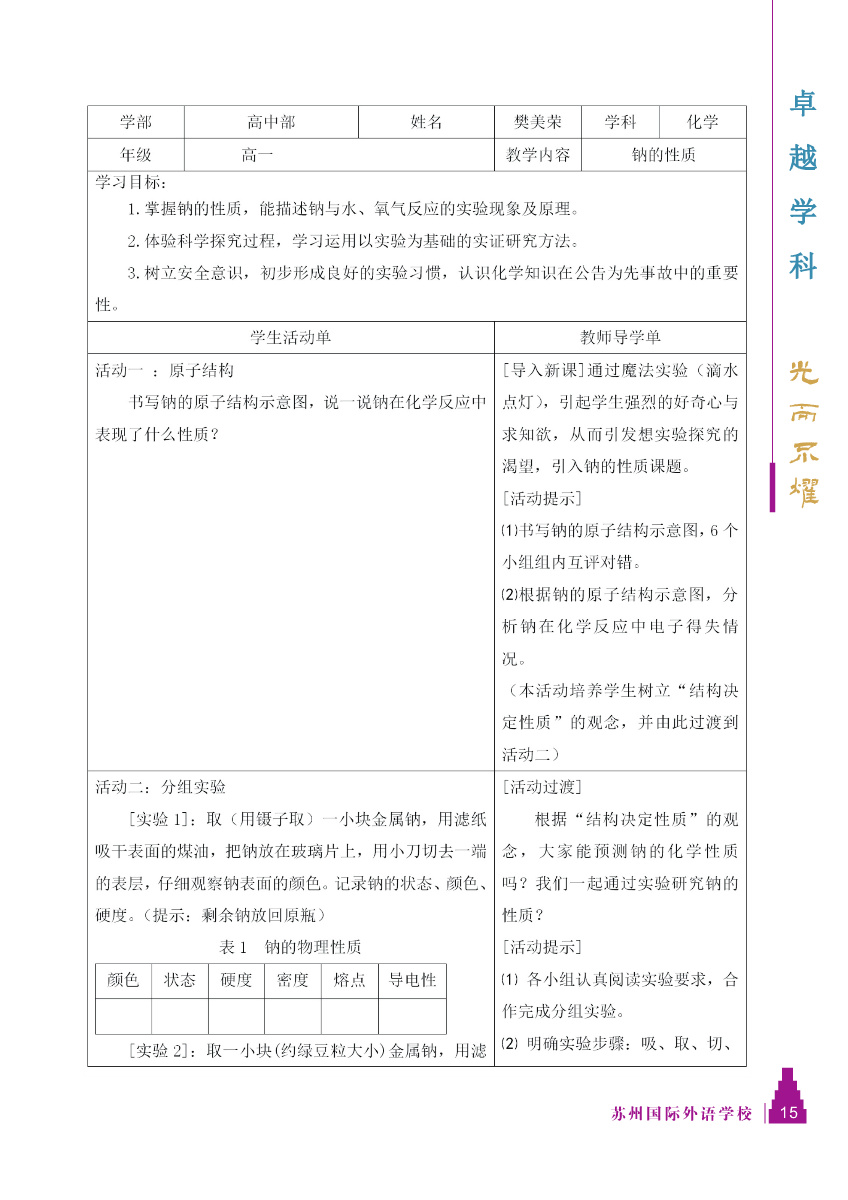 学部 高中部 姓名 樊美荣 学科 化学
年级 高一 教学内容 钠的性质
学习目标：
1.掌握钠的性质，能描述钠与水、氧气反应的实验现象及原理。
2.体验科学探究过程，学习运用以实验为基础的实证研究方法。
3.树立安全意识，初步形成良好的实验习惯，认识化学知识在公告为先事故中的重要
性。
学生活动单 教师导学单
活动一 ：原子结构
书写钠的原子结构示意图，说一说钠在化学反应中
表现了什么性质？
[导入新课]通过魔法实验（滴水
点灯），引起学生强烈的好奇心与
求知欲，从而引发想实验探究的
渴望，引入钠的性质课题。
[活动提示]
⑴书写钠的原子结构示意图，6 个
小组组内互评对错。
⑵根据钠的原子结构示意图，分
析钠在化学反应中电子得失情
况。
（本活动培养学生树立“结构决
定性质”的观念，并由此过渡到
活动二）
活动二：分组实验
[实验 1]：取（用镊子取）一小块金属钠，用滤纸
吸干表面的煤油，把钠放在玻璃片上，用小刀切去一端
的表层，仔细观察钠表面的颜色。记录钠的状态、颜色、
硬度。（提示：剩余钠放回原瓶）
表 1 钠的物理性质
颜色 状态 硬度 密度 熔点 导电性
[实验 2]：取一小块(约绿豆粒大小)金属钠，用滤
[活动过渡]
根据“结构决定性质”的观
念，大家能预测钠的化学性质
吗？我们一起通过实验研究钠的
性质？
[活动提示]
⑴ 各小组认真阅读实验要求，合
作完成分组实验。
⑵ 明确实验步骤：吸、取、切、
卓越学科
光而不耀
苏州国际外语学校 15